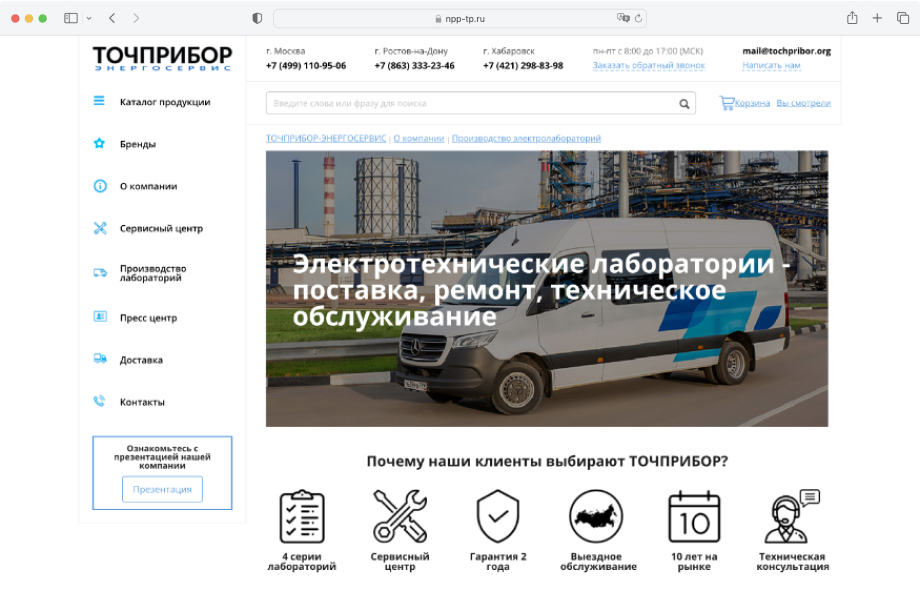 npp-tp.ru
ТОЧПРИБОР
ЭНЕРГОСЕРВИС
г. Москва
+7 (499) 110-95-06
г. Ростов-на-Дону
+7 (863) 333-23-46
г. Хабаровск
+7 (421) 298-83-98
пн-пт с 8:00 до 17:00 (МСК)
Заказать обратный звонок
mail@tochpribor.org
Написать нам
Введите слова или фразу для поиска
Корзина Вы смотрели
Каталог продукции
Бренды
О компании
Сервисный центр
Производство
лабораторий
Пресс центр
Доставка
Контакты
Ознакомьтесь с
презентацией нашей
компании
Презентация
ТОЧПРИБОР-ЭНЕРГОСЕРВИС | О компании | Производство электролабораторий
Электротехнические лаборатории -
поставка, ремонт, техническое
обслуживание
Почему наши клиенты выбирают ТОЧПРИБОР?
4 серии
лабораторий
Сервисный
центр
Гарантия 2
года
Выездное
обслуживание
10
10 лет на
рынке
Техническая
консультация